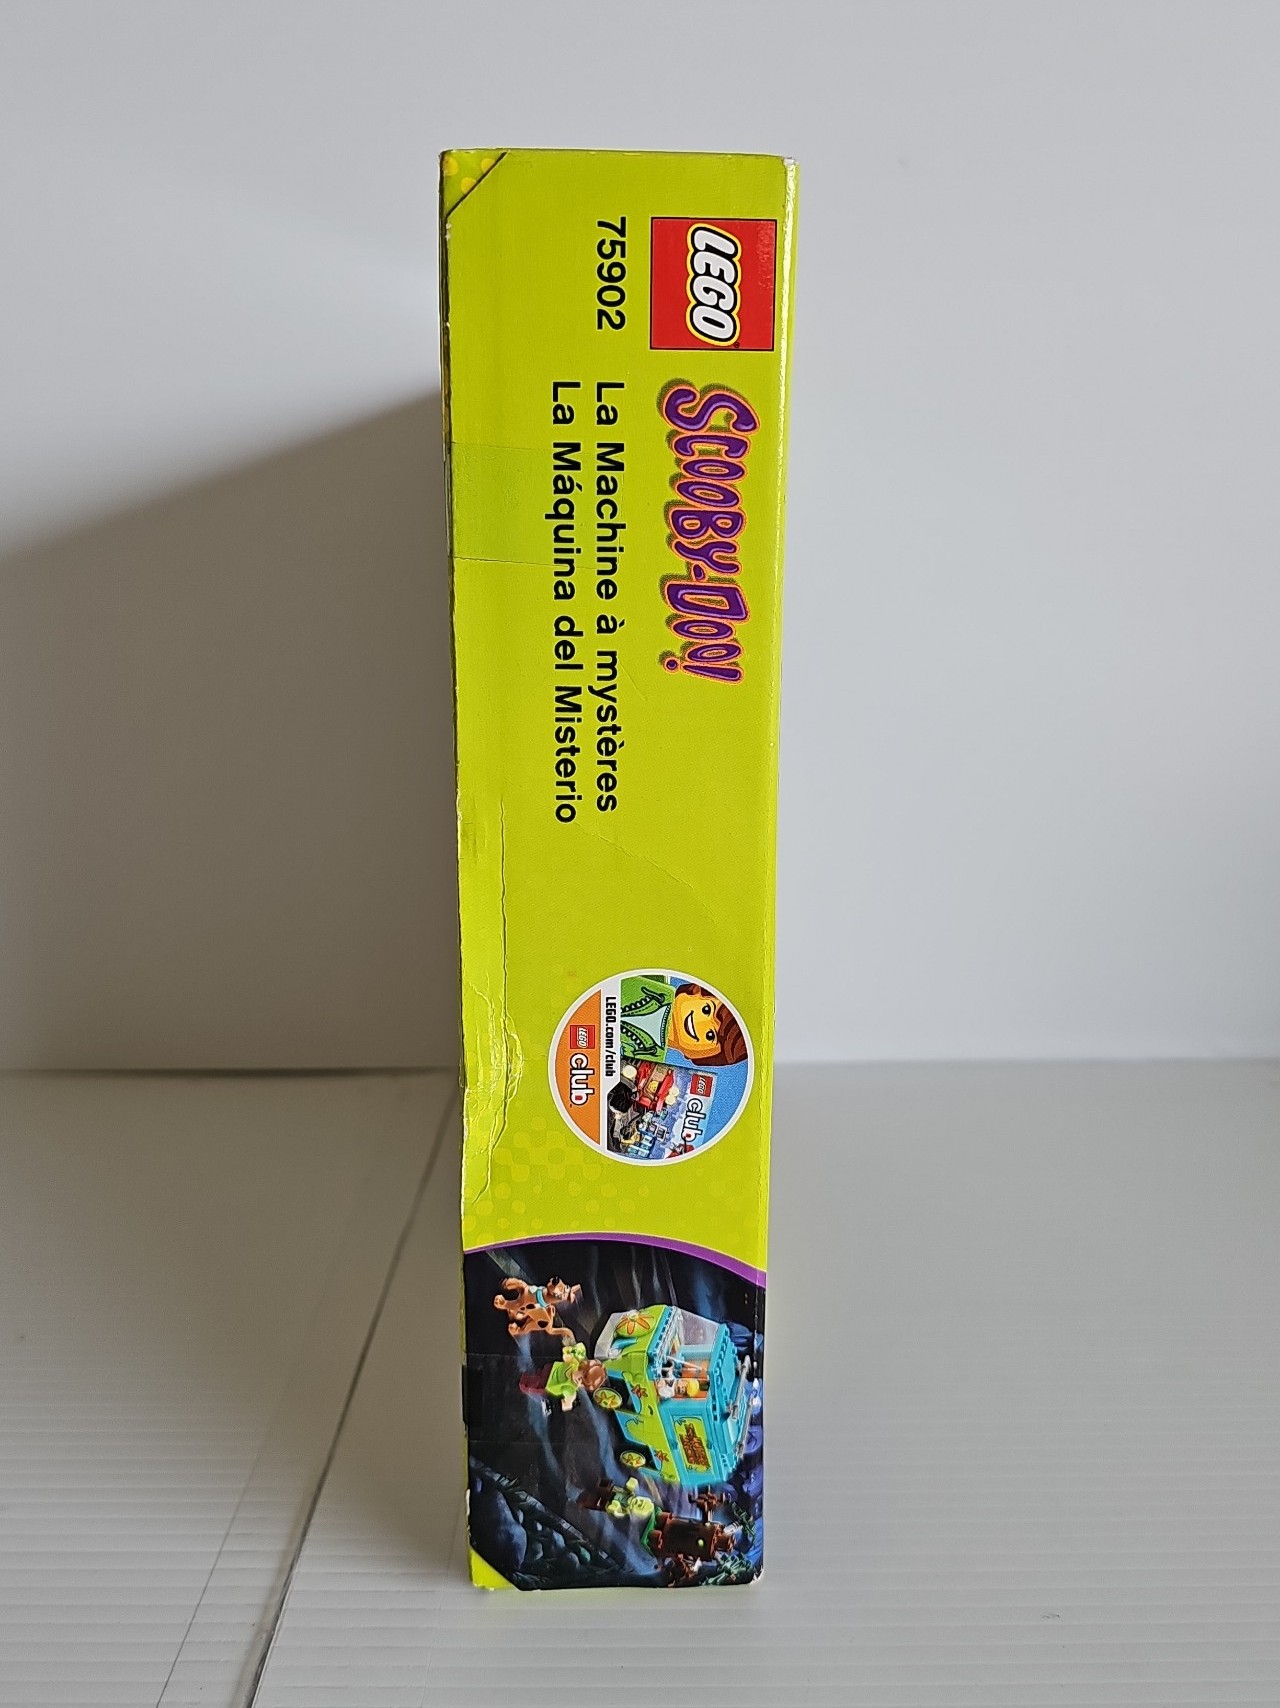 LEGO
SCOOBY-DOO!
75902
La Machine à mystères
La Máquina del Misterio
LEGO club
LEGO.com/club
LEGO club